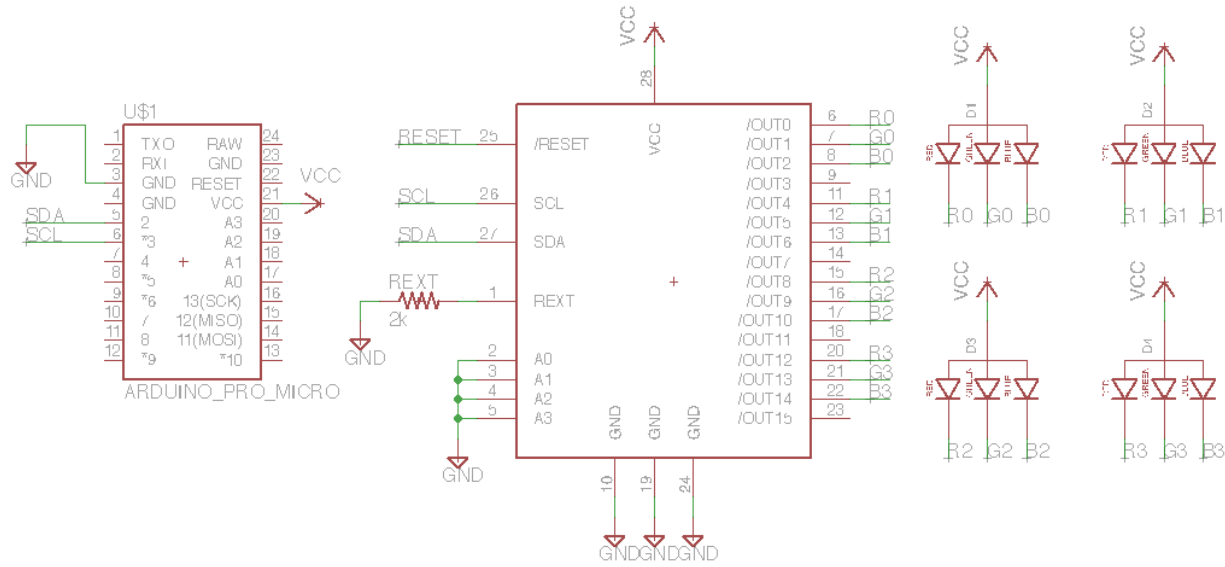 U$1
1 TXO RAW 24
2 RXI GND 23
3 GND RESET 22
4 GND VCC 21
5 2 A3 20
6 *3 A2 19
7 4 A1 18
8 *5 A0 17
9 *6 13(SCK) 16
10 7 12(MISO) 15
11 8 11(MOSI) 14
12 *9 *10 13
ARDUINO_PRO_MICRO
GND
SDA
SCL
VCC
VCC
28
VCC
RESET 25 /RESET
SCL 26 SCL
SDA 27 SDA
REXT
2k
1 REXT
GND
2 A0
3 A1
4 A2
5 A3
GND
/OUT0 6 R0
/OUT1 7 G0
/OUT2 8 B0
/OUT3 9
/OUT4 11 R1
/OUT5 12 G1
/OUT6 13 B1
/OUT7 14
/OUT8 15 R2
/OUT9 16 G2
/OUT10 17 B2
/OUT11 18
/OUT12 20 R3
/OUT13 21 G3
/OUT14 22 B3
/OUT15 23
GND GND GND
10 19 24
GND GND GND
VCC
D1
RED
R0 G0 B0
VCC
D2
GREEN
R1 G1 B1
VCC
D3
RED
R2 G2 B2
VCC
D4
GREEN
R3 G3 B3